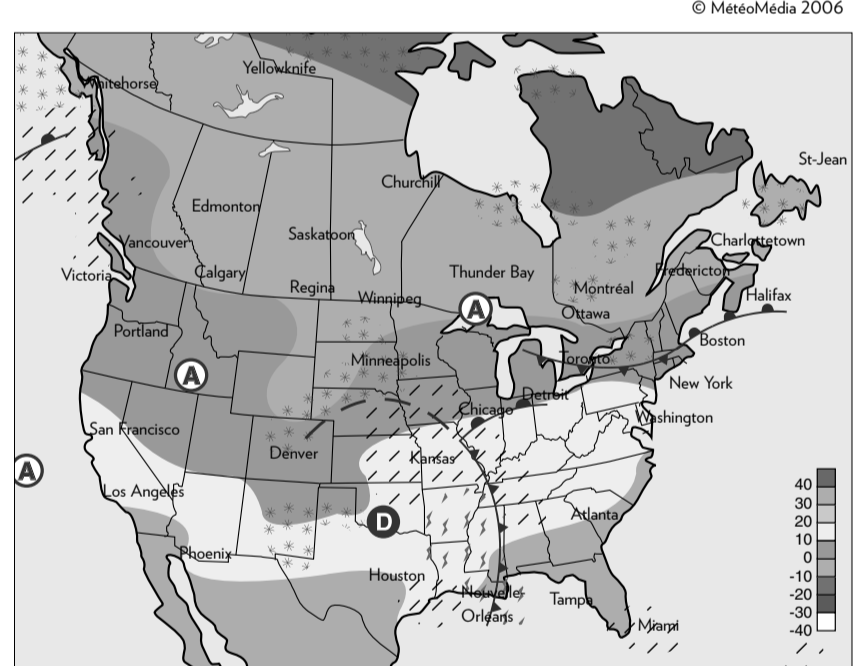 © MétéoMédia 2006
Yellowknife
Whitehorse
St-Jean
Churchill
Edmonton
Saskatoon
Vancouver
Charlottetown
Victoria
Calgary
Thunder Bay
Fredericton
Regina
Winnipeg
Montréal
Halifax
A
Ottawa
Portland
Boston
Minneapolis
Toronto
A
New York
Detroit
Chicago
Washington
San Francisco
Denver
Kansas
A
Los Angeles
D
Atlanta
Phoenix
Houston
Nouvelle-
Orléans
Tampa
Miami
40
30
20
10
0
-10
-20
-30
-40